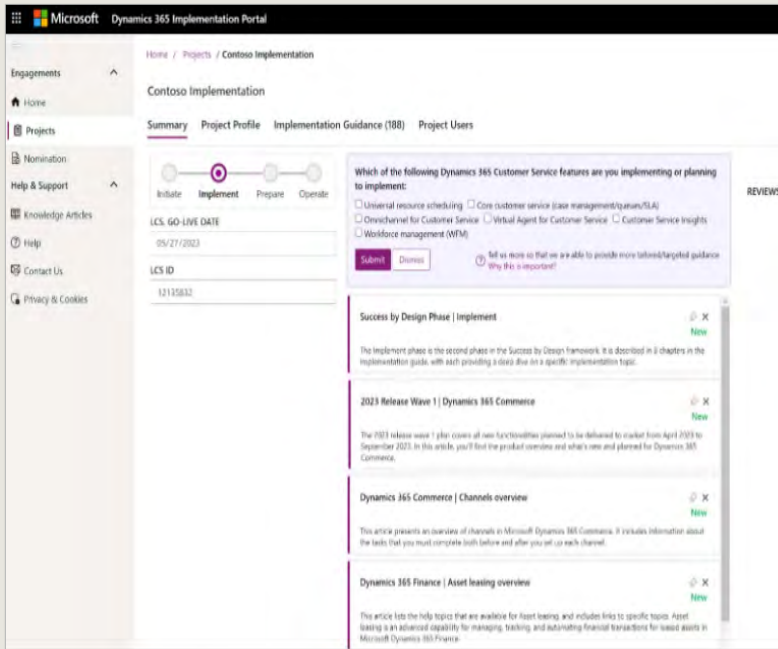 Microsoft Dynamics 365 Implementation Portal
Engagements
Home
Projects
Nomination
Help & Support
Knowledge Articles
Help
Contact Us
Privacy & Cookies
Home / Projects / Contoso Implementation
Contoso Implementation
Summary Project Profile Implementation Guidance (188) Project Users
Initiate Implement Prepare Operate
LCS. GO-LIVE DATE
05/27/2023
LCS ID
12135832
Which of the following Dynamics 365 Customer Service features are you implementing or planning
to implement:
Universal resource scheduling Core customer service (case management/queues/SLA)
Omnichannel for Customer Service Virtual Agent for Customer Service Customer Service Insights
Workforce management (WFM)
Submit Dismiss
Tell us more so that we are able to provide more tailored/targeted guidance
Why this is important?
REVIEWS
Success by Design Phase | Implement
New
The Implement phase is the second phase in the Success by Design framework. It is described in 8 chapters in the
implementation guide, with each providing a deep dive on a specific implementation topic.
2023 Release Wave 1 | Dynamics 365 Commerce
New
The 2023 release wave 1 plan covers all new functionalities planned to be delivered to market from April 2023 to
September 2023. In this article, you'll find the product overview and what's new and planned for Dynamics 365
Commerce.
Dynamics 365 Commerce | Channels overview
New
This article presents an overview of channels in Microsoft Dynamics 365 Commerce. It includes information about
the tasks that you must complete both before and after you set up each channel.
Dynamics 365 Finance | Asset leasing overview
New
This article lists the help topics that are available for Asset leasing, and includes links to specific topics. Asset
leasing is an advanced capability for managing, tracking, and automating financial transactions for leased assets in
Microsoft Dynamics 365 Finance.